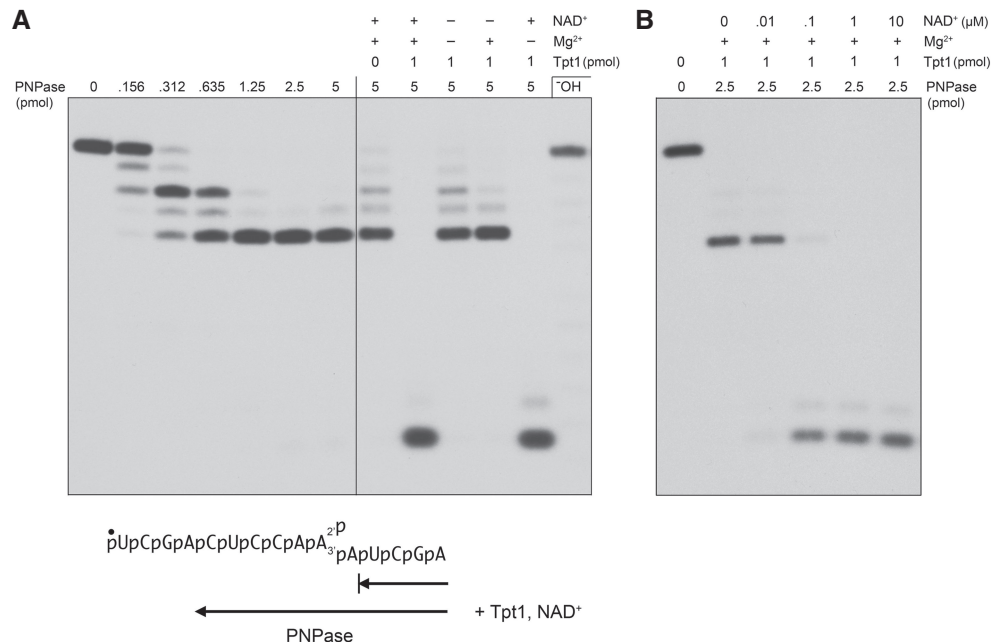 A
+ + – – + NAD⁺
+ + – + – Mg²⁺
0 1 1 1 1 Tpt1 (pmol)
PNPase 0 .156 .312 .635 1.25 2.5 5 5 5 5 5 5 ⁻OH
(pmol)
•
pUpCpGpApCpUpCpCpApA 2'p
3'pApUpCpGpA
+ Tpt1, NAD⁺
PNPase
B
0 .01 .1 1 10 NAD⁺ (µM)
+ + + + + Mg²⁺
0 1 1 1 1 1 Tpt1 (pmol)
0 2.5 2.5 2.5 2.5 2.5 PNPase
(pmol)